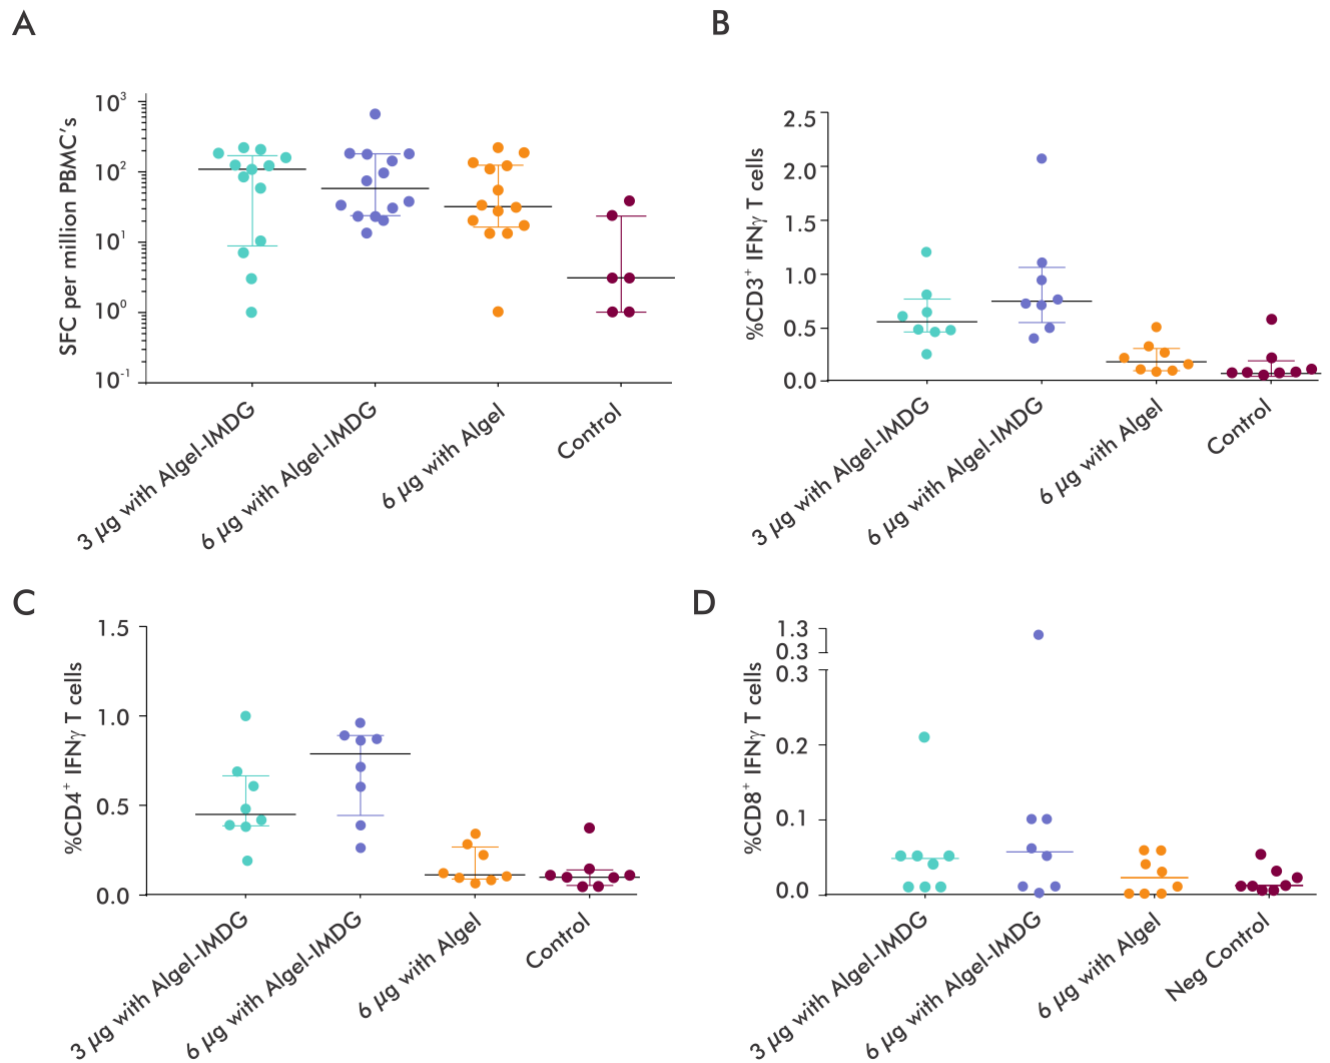 A
SFC per million PBMC's
10³
10²
10¹
10⁰
10⁻¹
3 µg with Algel-IMDG
6 µg with Algel-IMDG
6 µg with Algel
Control
B
%CD3⁺ IFNγ T cells
2.5
2.0
1.5
1.0
0.5
0.0
3 µg with Algel-IMDG
6 µg with Algel-IMDG
6 µg with Algel
Control
C
%CD4⁺ IFNγ T cells
1.5
1.0
0.5
0.0
3 µg with Algel-IMDG
6 µg with Algel-IMDG
6 µg with Algel
Control
D
%CD8⁺ IFNγ T cells
1.3
0.3
0.3
0.2
0.1
0.0
3 µg with Algel-IMDG
6 µg with Algel-IMDG
6 µg with Algel
Neg Control